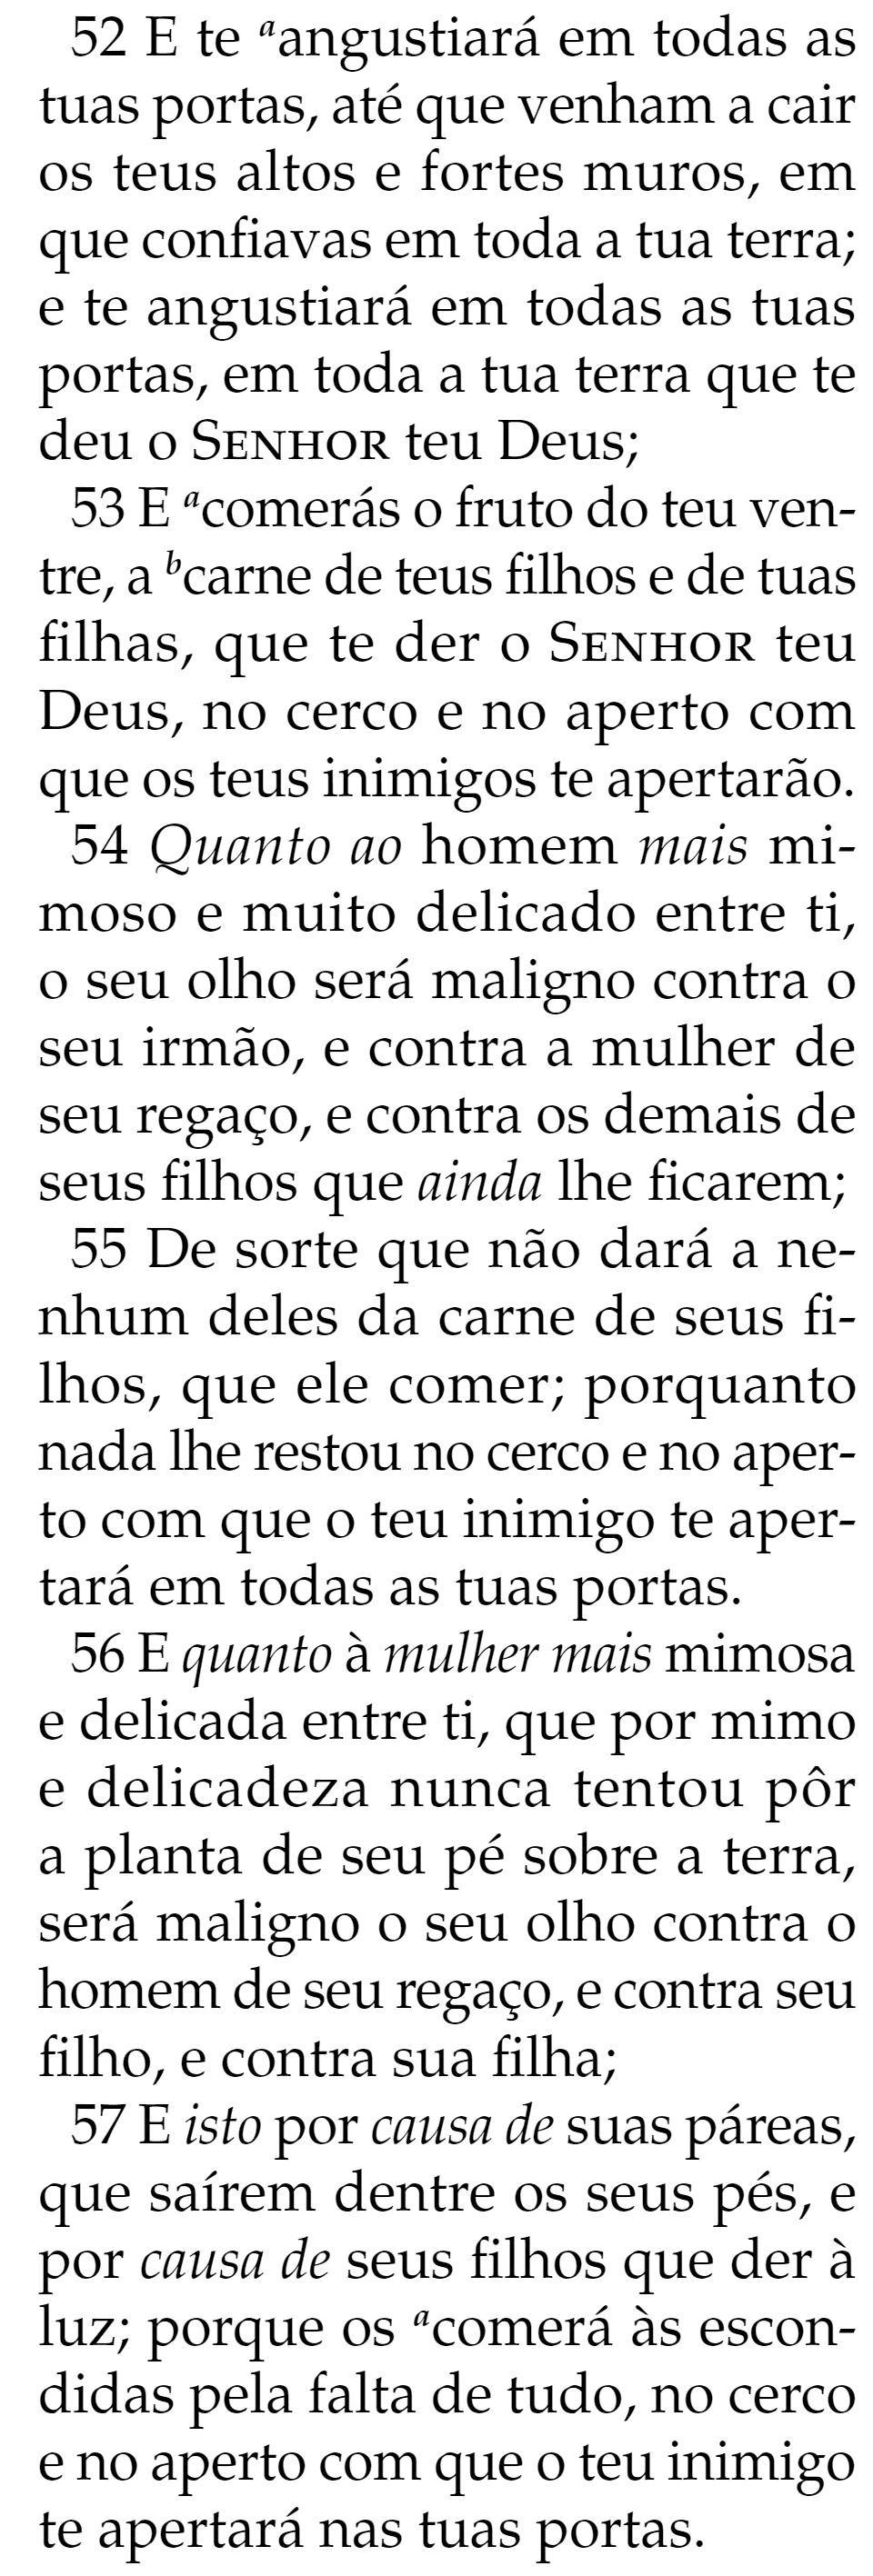 52 E te ᵃangustiará em todas as
tuas portas, até que venham a cair
os teus altos e fortes muros, em
que confiavas em toda a tua terra;
e te angustiará em todas as tuas
portas, em toda a tua terra que te
deu o SENHOR teu Deus;
53 E ᵃcomerás o fruto do teu ven-
tre, a ᵇcarne de teus filhos e de tuas
filhas, que te der o SENHOR teu
Deus, no cerco e no aperto com
que os teus inimigos te apertarão.
54 Quanto ao homem mais mi-
moso e muito delicado entre ti,
o seu olho será maligno contra o
seu irmão, e contra a mulher de
seu regaço, e contra os demais de
seus filhos que ainda lhe ficarem;
55 De sorte que não dará a ne-
nhum deles da carne de seus fi-
lhos, que ele comer; porquanto
nada lhe restou no cerco e no aper-
to com que o teu inimigo te aper-
tará em todas as tuas portas.
56 E quanto à mulher mais mimosa
e delicada entre ti, que por mimo
e delicadeza nunca tentou pôr
a planta de seu pé sobre a terra,
será maligno o seu olho contra o
homem de seu regaço, e contra seu
filho, e contra sua filha;
57 E isto por causa de suas páreas,
que saírem dentre os seus pés, e
por causa de seus filhos que der à
luz; porque os ᵃcomerá às escon-
didas pela falta de tudo, no cerco
e no aperto com que o teu inimigo
te apertará nas tuas portas.